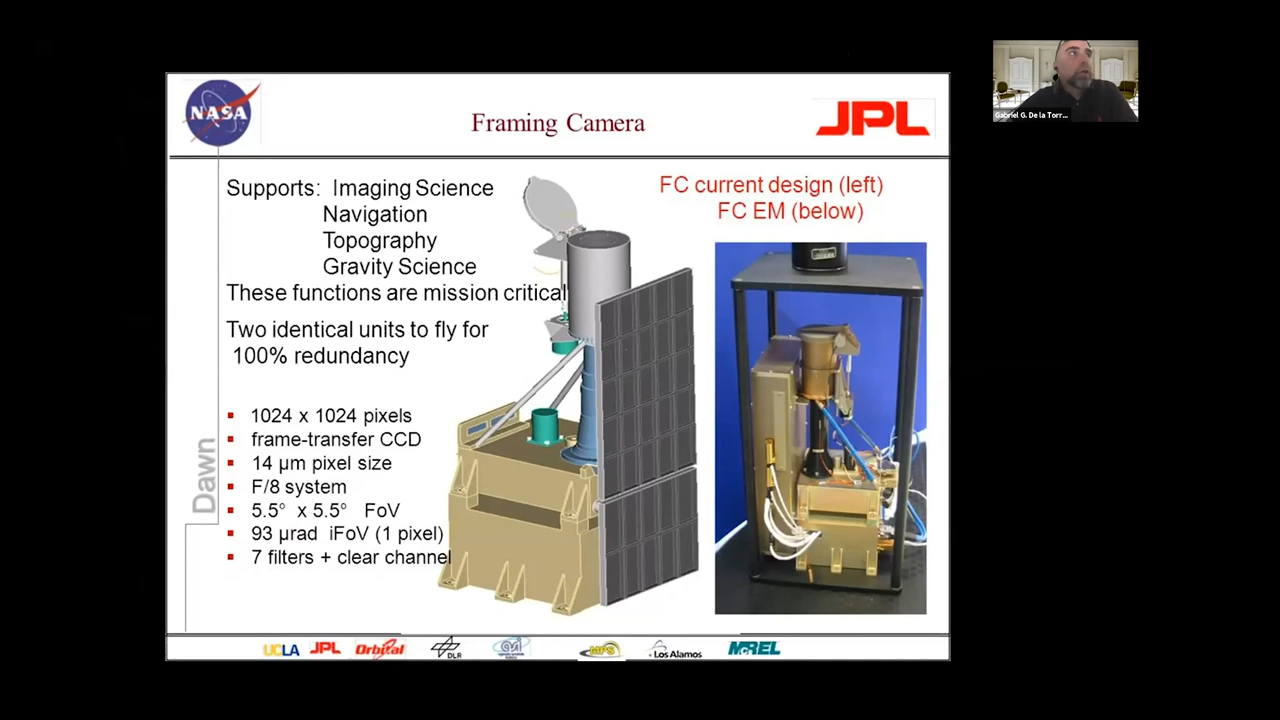 Gabriel G. De la Torr...
NASA
Framing Camera
JPL
Supports: Imaging Science
Navigation
Topography
Gravity Science
These functions are mission critical
Two identical units to fly for
100% redundancy
FC current design (left)
FC EM (below)
Dawn
1024 x 1024 pixels
frame-transfer CCD
14 µm pixel size
F/8 system
5.5° x 5.5° FoV
93 µrad iFoV (1 pixel)
7 filters + clear channel
UCLA JPL Orbital DLR asi MPS Los Alamos McREL